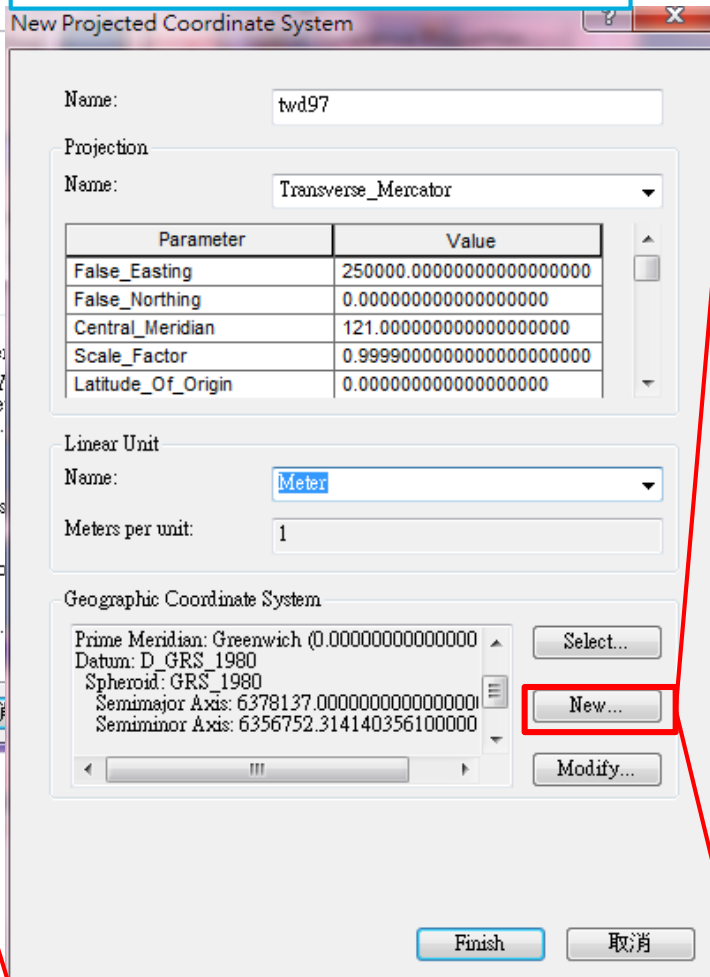 New Projected Coordinate System
Name: twd97
Projection
Name: Transverse_Mercator
Parameter Value
False_Easting 250000.00000000000000000
False_Northing 0.000000000000000
Central_Meridian 121.000000000000000000
Scale_Factor 0.99990000000000000000
Latitude_Of_Origin 0.000000000000000
Linear Unit
Name: Meter
Meters per unit: 1
Geographic Coordinate System
Prime Meridian: Greenwich (0.00000000000000
Datum: D_GRS_1980
Spheroid: GRS_1980
Semimajor Axis: 6378137.0000000000000000
Semiminor Axis: 6356752.314140356100000
Select...
New...
Modify...
Finish 取消